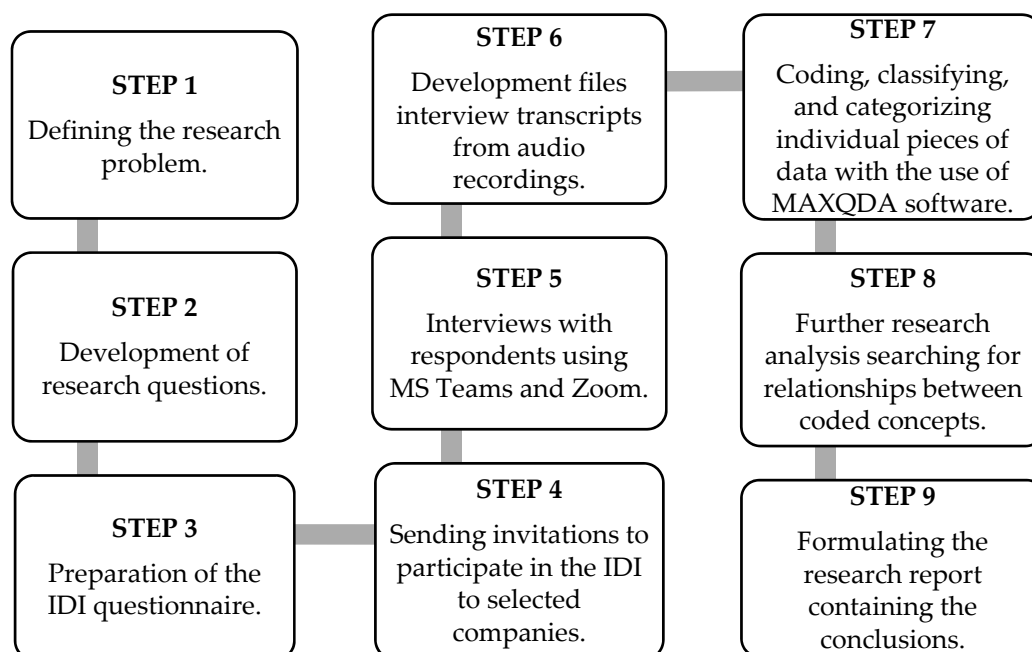 STEP 1
Defining the research
problem.
STEP 2
Development of
research questions.
STEP 3
Preparation of the
IDI questionnaire.
STEP 4
Sending invitations to
participate in the IDI
to selected
companies.
STEP 5
Interviews with
respondents using
MS Teams and Zoom.
STEP 6
Development files
interview transcripts
from audio
recordings.
STEP 7
Coding, classifying,
and categorizing
individual pieces of
data with the use of
MAXQDA software.
STEP 8
Further research
analysis searching for
relationships between
coded concepts.
STEP 9
Formulating the
research report
containing the
conclusions.